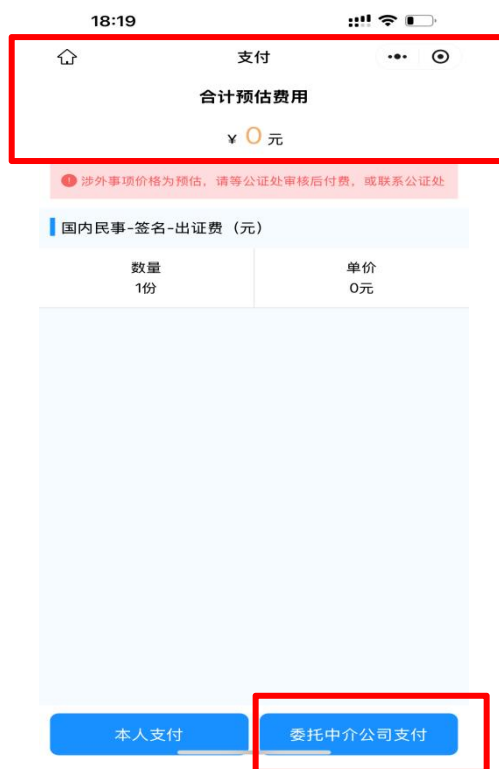 18:19
支付
合计预估费用
¥ 0 元
涉外事项价格为预估，请等公证处审核后付费，或联系公证处
国内民事-签名-出证费（元）
数量 单价
1份 0元
本人支付 委托中介公司支付